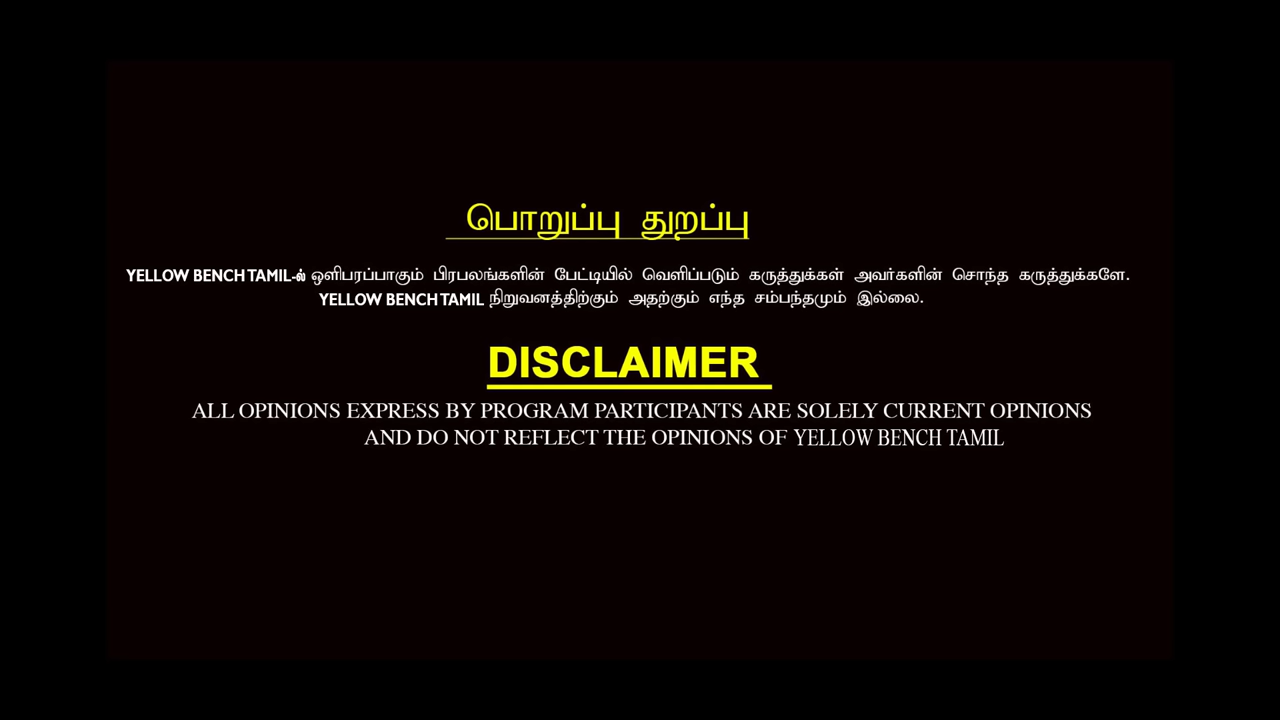 பொறுப்பு துறப்பு
YELLOW BENCH TAMIL-ல் ஒளிபரப்பாகும் பிரபலங்களின் பேட்டியில் வெளிப்படும் கருத்துக்கள் அவர்களின் சொந்த கருத்துக்களே.
YELLOW BENCH TAMIL நிறுவனத்திற்கும் அதற்கும் எந்த சம்பந்தமும் இல்லை.
DISCLAIMER
ALL OPINIONS EXPRESS BY PROGRAM PARTICIPANTS ARE SOLELY CURRENT OPINIONS
AND DO NOT REFLECT THE OPINIONS OF YELLOW BENCH TAMIL